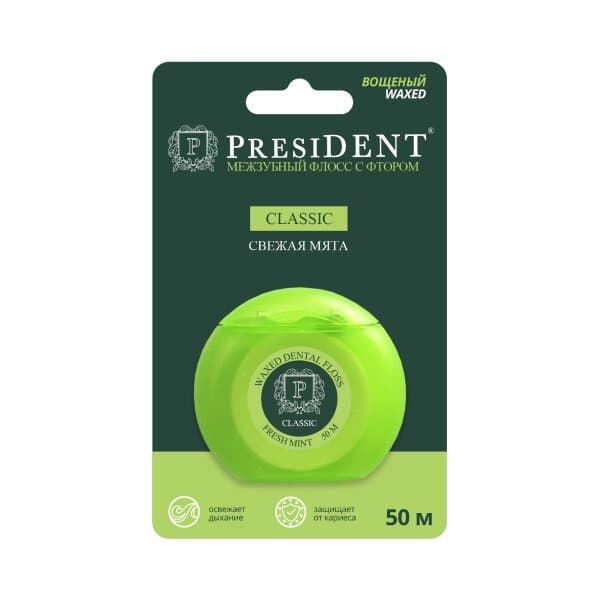 ВОЩЕНЫЙ
WAXED
P
PRESIDENT®
МЕЖЗУБНЫЙ ФЛОСС С ФТОРОМ
CLASSIC
СВЕЖАЯ МЯТА
WAXED DENTAL FLOSS
P
CLASSIC
FRESH MINT 50 M
освежает
дыхание
защищает
от кариеса
50 м